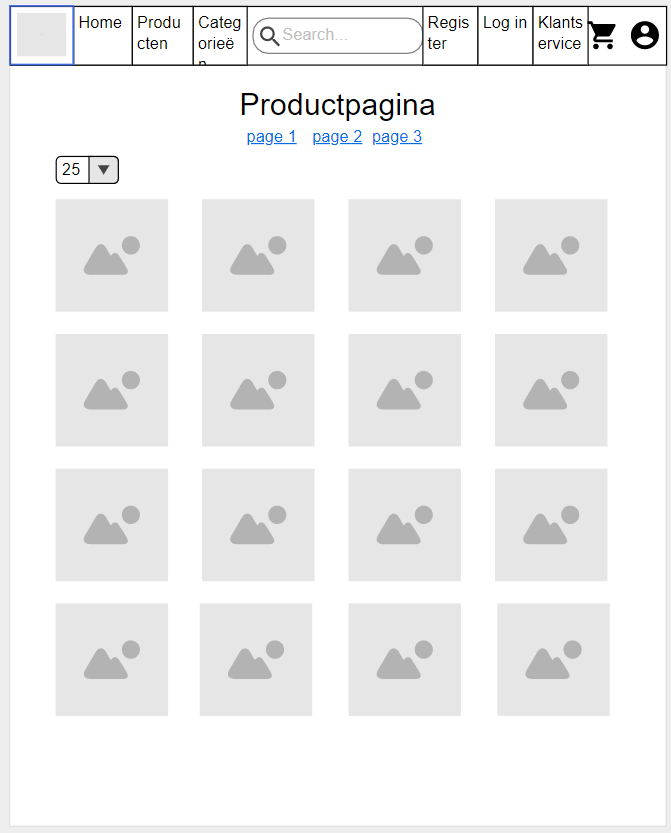 Home
Produ
cten
Categ
orieë
n
Search...
Regis
ter
Log in
Klants
ervice
Productpagina
page 1 page 2 page 3
25